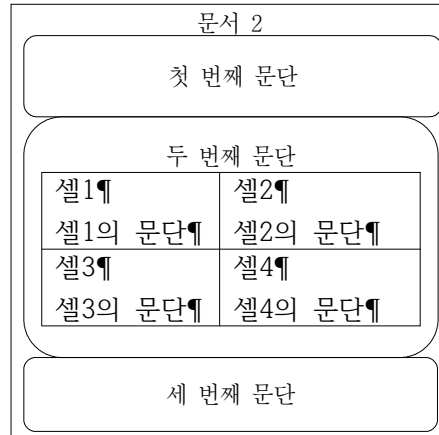 문서 2
첫 번째 문단
두 번째 문단
셀1¶
셀1의 문단¶
셀2¶
셀2의 문단¶
셀3¶
셀3의 문단¶
셀4¶
셀4의 문단¶
세 번째 문단